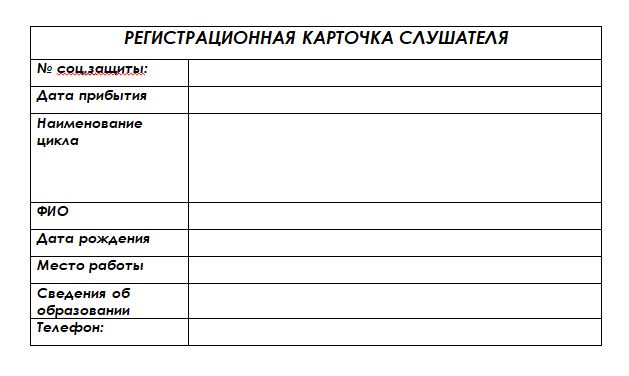 РЕГИСТРАЦИОННАЯ КАРТОЧКА СЛУШАТЕЛЯ
№ соц.защиты:
Дата прибытия
Наименование
цикла
ФИО
Дата рождения
Место работы
Сведения об
образовании
Телефон: